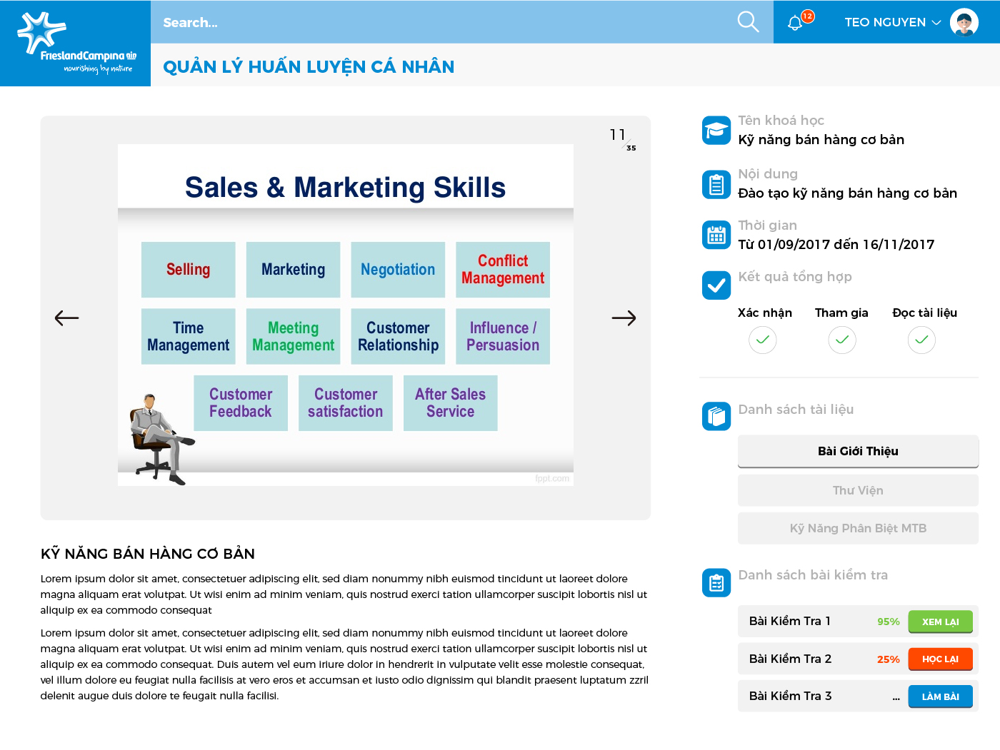 FrieslandCampina
nourishing by nature
Search...
12
TEO NGUYEN
QUẢN LÝ HUẤN LUYỆN CÁ NHÂN
11
35
Sales & Marketing Skills
Selling
Marketing
Negotiation
Conflict
Management
Time
Management
Meeting
Management
Customer
Relationship
Influence /
Persuasion
Customer
Feedback
Customer
satisfaction
After Sales
Service
fppt.com
KỸ NĂNG BÁN HÀNG CƠ BẢN
Lorem ipsum dolor sit amet, consectetuer adipiscing elit, sed diam nonummy nibh euismod tincidunt ut laoreet dolore
magna aliquam erat volutpat. Ut wisi enim ad minim veniam, quis nostrud exerci tation ullamcorper suscipit lobortis nisl ut
aliquip ex ea commodo consequat
Lorem ipsum dolor sit amet, consectetuer adipiscing elit, sed diam nonummy nibh euismod tincidunt ut laoreet dolore
magna aliquam erat volutpat. Ut wisi enim ad minim veniam, quis nostrud exerci tation ullamcorper suscipit lobortis nisl ut
aliquip ex ea commodo consequat. Duis autem vel eum iriure dolor in hendrerit in vulputate velit esse molestie consequat,
vel illum dolore eu feugiat nulla facilisis at vero eros et accumsan et iusto odio dignissim qui blandit praesent luptatum zzril
delenit augue duis dolore te feugait nulla facilisi.
Tên khoá học
Kỹ năng bán hàng cơ bản
Nội dung
Đào tạo kỹ năng bán hàng cơ bản
Thời gian
Từ 01/09/2017 đến 16/11/2017
Kết quả tổng hợp
Xác nhận Tham gia Đọc tài liệu
Danh sách tài liệu
Bài Giới Thiệu
Thư Viện
Kỹ Năng Phân Biệt MTB
Danh sách bài kiểm tra
Bài Kiểm Tra 1 95% XEM LẠI
Bài Kiểm Tra 2 25% HỌC LẠI
Bài Kiểm Tra 3 ... LÀM BÀI